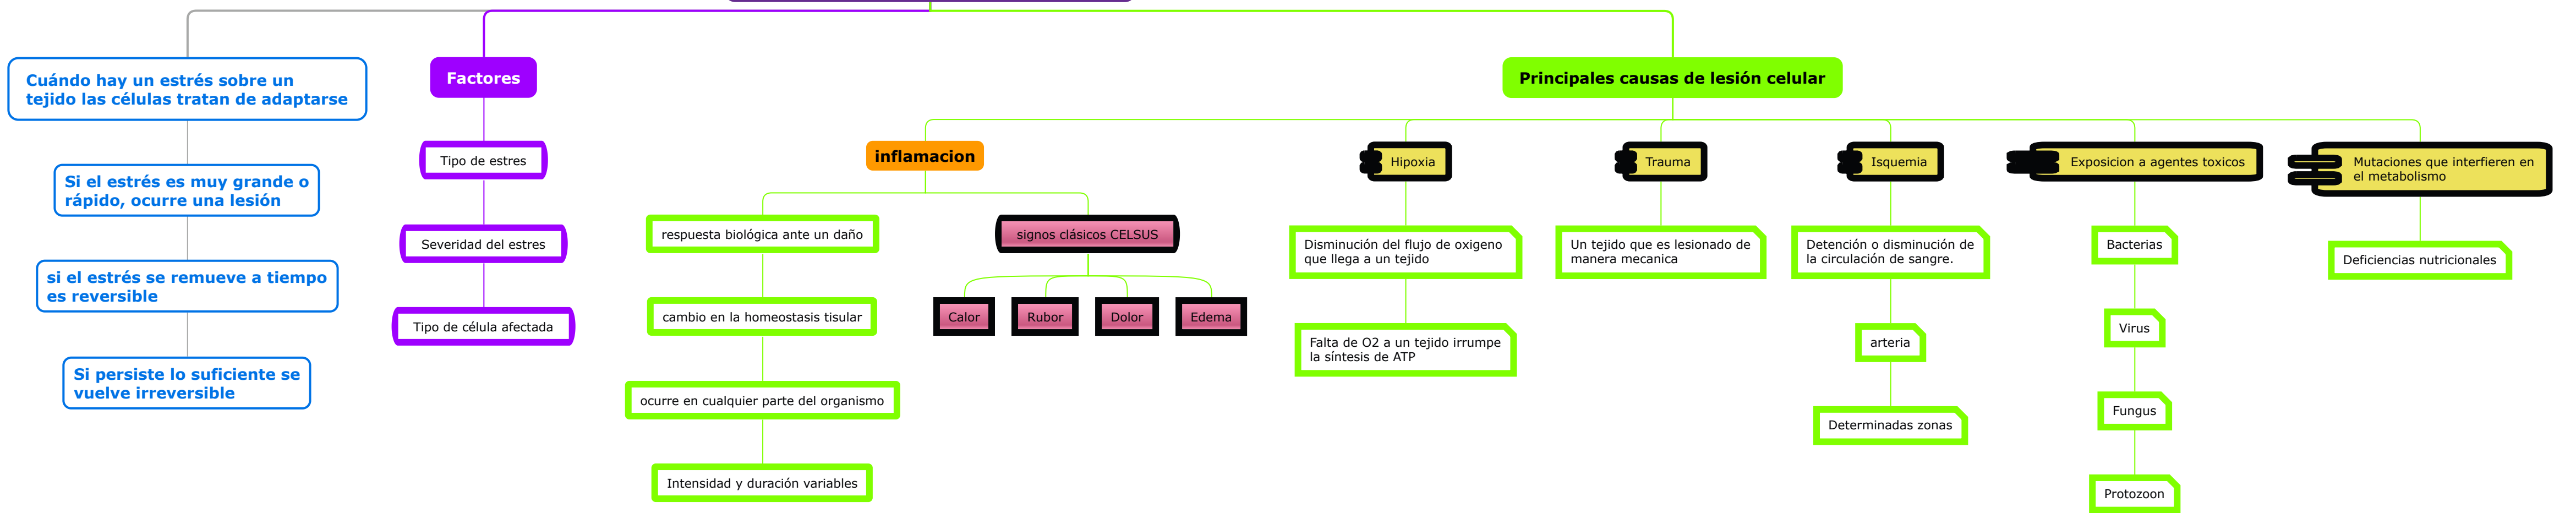 Cuándo hay un estrés sobre un
tejido las células tratan de adaptarse
Si el estrés es muy grande o
rápido, ocurre una lesión
si el estrés se remueve a tiempo
es reversible
Si persiste lo suficiente se
vuelve irreversible
Factores
Tipo de estres
Severidad del estres
Tipo de célula afectada
Principales causas de lesión celular
inflamacion
respuesta biológica ante un daño
cambio en la homeostasis tisular
ocurre en cualquier parte del organismo
Intensidad y duración variables
signos clásicos CELSUS
Calor
Rubor
Dolor
Edema
Hipoxia
Disminución del flujo de oxigeno
que llega a un tejido
Falta de O2 a un tejido irrumpe
la síntesis de ATP
Trauma
Un tejido que es lesionado de
manera mecanica
Isquemia
Detención o disminución de
la circulación de sangre.
arteria
Determinadas zonas
Exposicion a agentes toxicos
Bacterias
Virus
Fungus
Protozoon
Mutaciones que interfieren en
el metabolismo
Deficiencias nutricionales